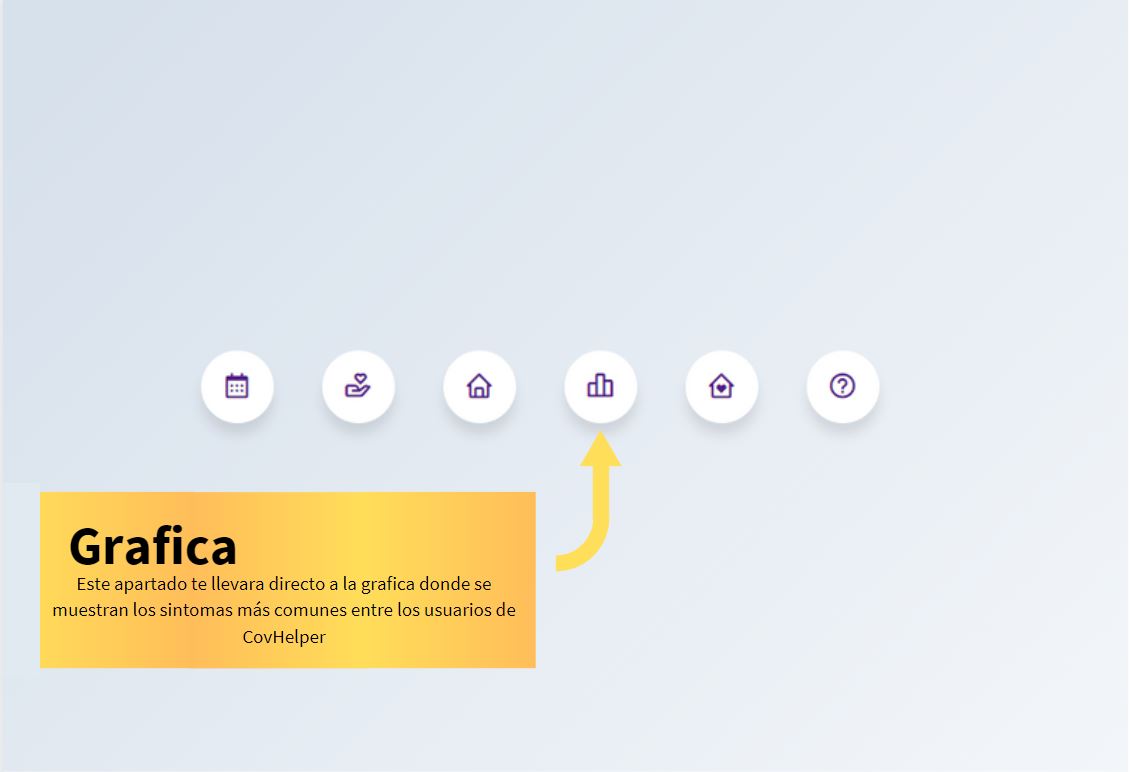 Grafica
Este apartado te llevara directo a la grafica donde se
muestran los sintomas más comunes entre los usuarios de
CovHelper